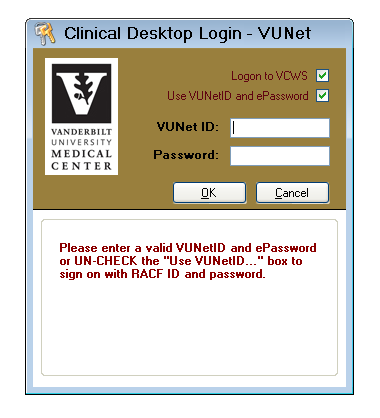 Clinical Desktop Login - VUNet
Logon to VCWS
Use VUNetID and ePassword
VANDERBILT
UNIVERSITY
MEDICAL
CENTER
VUNet ID:
Password:
OK
Cancel
Please enter a valid VUNetID and ePassword
or UN-CHECK the "Use VUNetID..." box to
sign on with RACF ID and password.